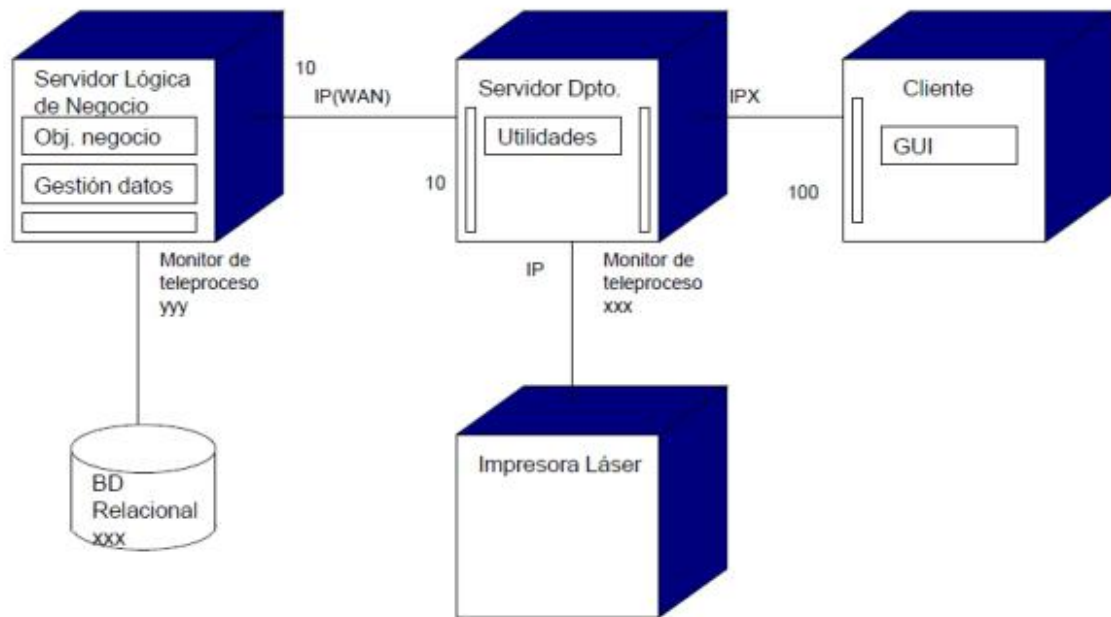 Servidor Lógica
de Negocio
Obj. negocio
Gestión datos
10
IP(WAN)
Servidor Dpto.
Utilidades
10
IPX
Cliente
GUI
100
Monitor de
teleproceso
yyy
IP
Monitor de
teleproceso
xxx
BD
Relacional
xxx
Impresora Láser